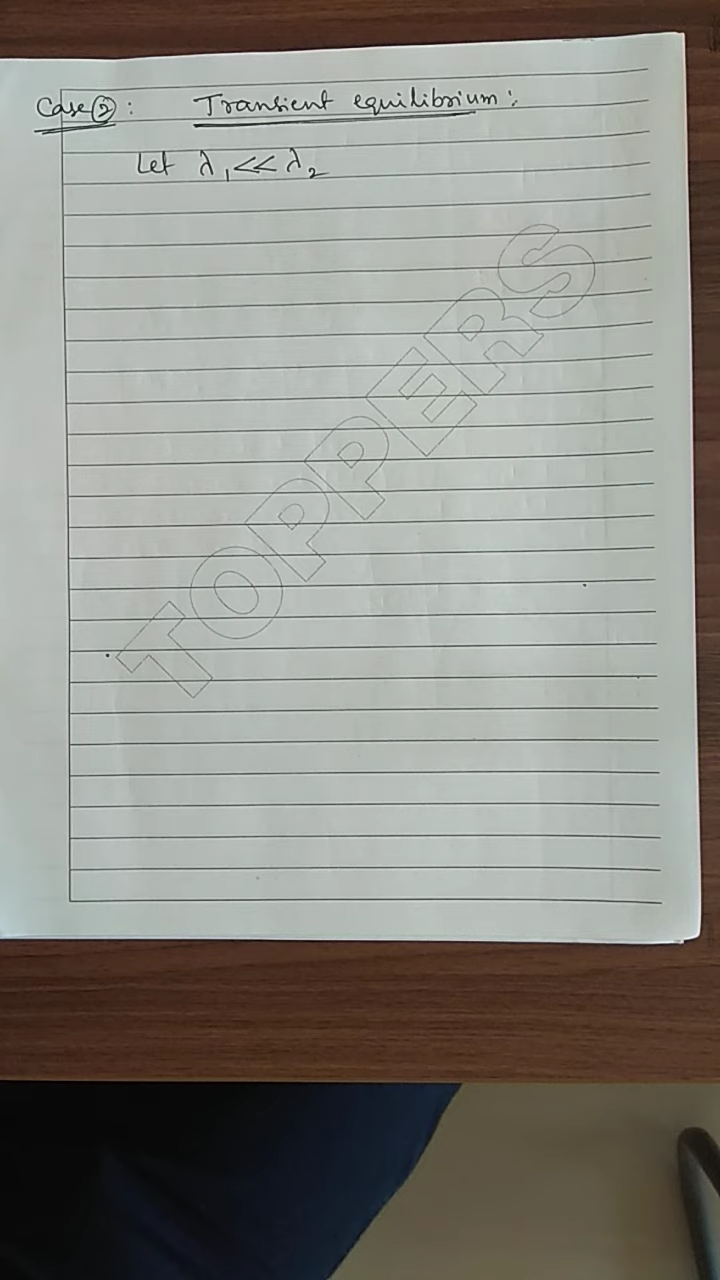 Case ②: Transient equilibrium:
Let λ₁ << λ₂
TOPPERS